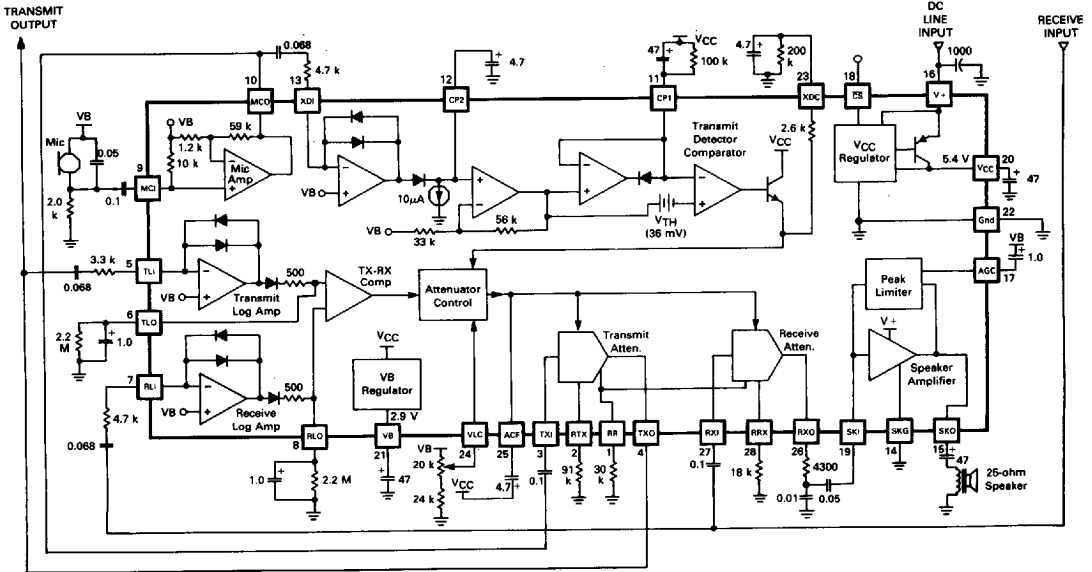 TRANSMIT
OUTPUT
DC
LINE
INPUT
RECEIVE
INPUT
0.068
10
13
4.7 k
12
4.7
47
VCC
11
100 k
4.7
200
k
23
18
16
1000
MCO
XDI
CP2
CP1
XDC
CS
V+
VB
Mic
0.05
9
MCI
0.1
2.0
k
VB
1.2 k
10 k
59 k
Mic
Amp
VB
10μA
VB
33 k
56 k
VTH
(36 mV)
Transmit
Detector
Comparator
VCC
2.6 k
VCC
Regulator
5.4 V
20
VCC
47
22
Gnd
VB
AGC
1.0
17
3.3 k
5
0.068
TLI
VB
Transmit
Log Amp
500
TX-RX
Comp
Attenuator
Control
Transmit
Atten.
Receive
Atten.
Peak
Limiter
V+
Speaker
Amplifier
6
TLO
2.2
M
1.0
7
RLI
4.7 k
0.068
VB
Receive
Log Amp
500
VCC
VB
Regulator
2.9 V
RLO
VB
VLC
ACF
TXI
RTX
RR
TXO
RXI
RRX
RXO
SKI
SKG
SKO
8
21
24
25
3
2
1
4
27
28
26
19
14
15
1.0
2.2 M
47
VB
20 k
24 k
VCC
4.7
0.1
91
k
30
k
0.1
18 k
4300
0.01
0.05
47
25-ohm
Speaker